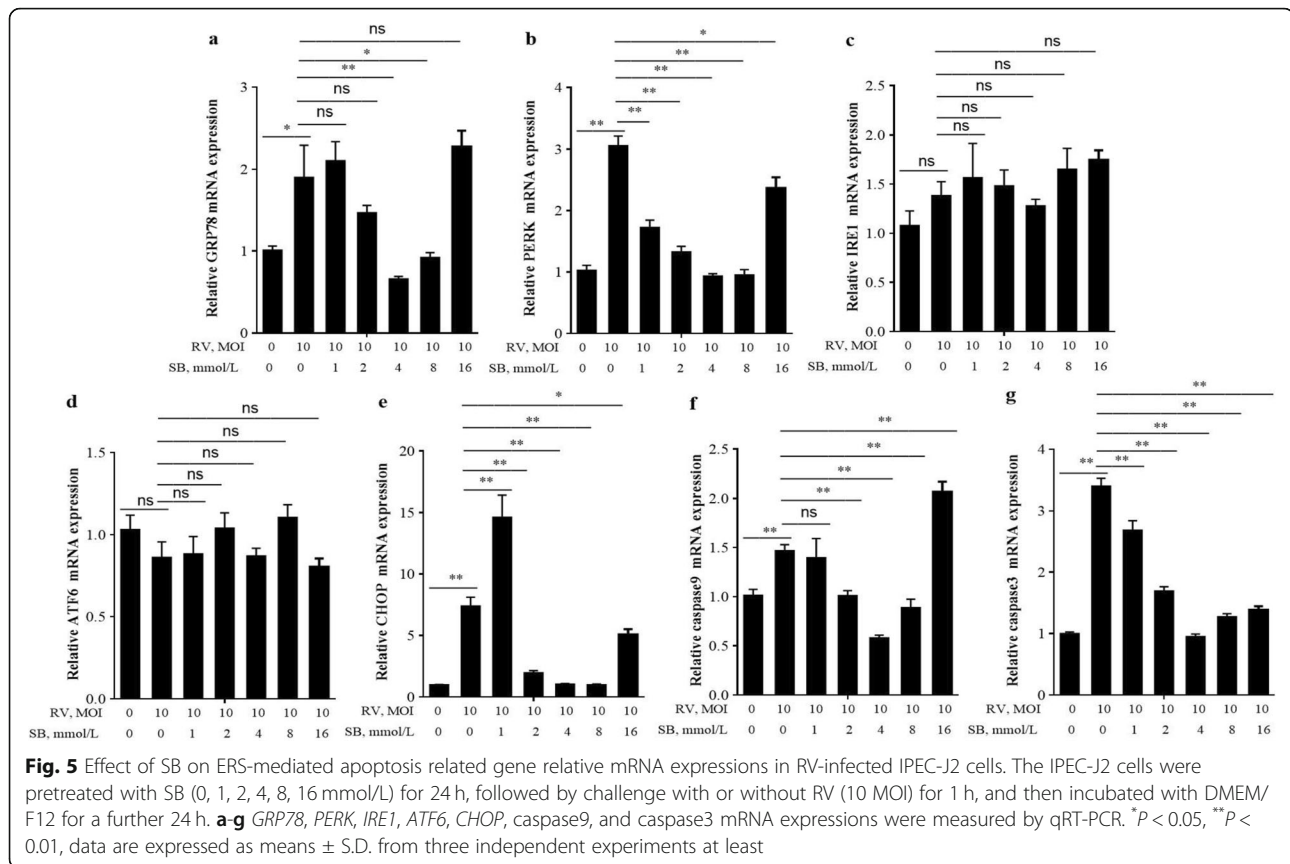 a
ns
*
**
ns
ns
*
Relative GRP78 mRNA expression
3
2
1
0
RV, MOI 0 10 10 10 10 10 10
SB, mmol/L 0 0 1 2 4 8 16
b
*
**
**
**
**
**
Relative PERK mRNA expression
4
3
2
1
0
0 10 10 10 10 10 10
0 0 1 2 4 8 16
c
ns
ns
ns
ns
ns
ns
Relative IRE1 mRNA expression
2.5
2.0
1.5
1.0
0.5
0.0
RV, MOI 0 10 10 10 10 10 10
SB, mmol/L 0 0 1 2 4 8 16
d
ns
ns
ns
ns
ns
ns
Relative ATF6 mRNA expression
1.5
1.0
0.5
0.0
RV, MOI 0 10 10 10 10 10 10
SB, mmol/L 0 0 1 2 4 8 16
e
*
**
**
**
**
**
Relative CHOP mRNA expression
20
15
10
5
0
0 10 10 10 10 10 10
0 0 1 2 4 8 16
f
**
**
**
**
ns
**
Relative caspase9 mRNA expression
2.5
2.0
1.5
1.0
0.5
0.0
RV, MOI 0 10 10 10 10 10 10
SB, mmol/L 0 0 1 2 4 8 16
g
**
**
**
**
**
**
Relative caspase3 mRNA expression
4
3
2
1
0
0 10 10 10 10 10 10
0 0 1 2 4 8 16
Fig. 5 Effect of SB on ERS-mediated apoptosis related gene relative mRNA expressions in RV-infected IPEC-J2 cells. The IPEC-J2 cells were
pretreated with SB (0, 1, 2, 4, 8, 16 mmol/L) for 24 h, followed by challenge with or without RV (10 MOI) for 1 h, and then incubated with DMEM/
F12 for a further 24 h. a-g GRP78, PERK, IRE1, ATF6, CHOP, caspase9, and caspase3 mRNA expressions were measured by qRT-PCR. *P < 0.05, **P <
0.01, data are expressed as means ± S.D. from three independent experiments at least